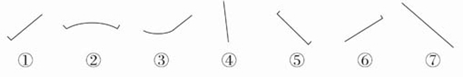 ① ② ③ ④ ⑤ ⑥ ⑦